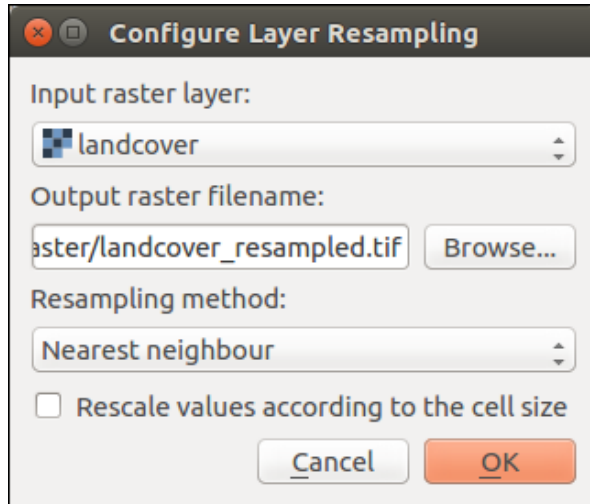 Configure Layer Resampling
Input raster layer:
landcover
Output raster filename:
aster/landcover_resampled.tif Browse...
Resampling method:
Nearest neighbour
Rescale values according to the cell size
Cancel OK